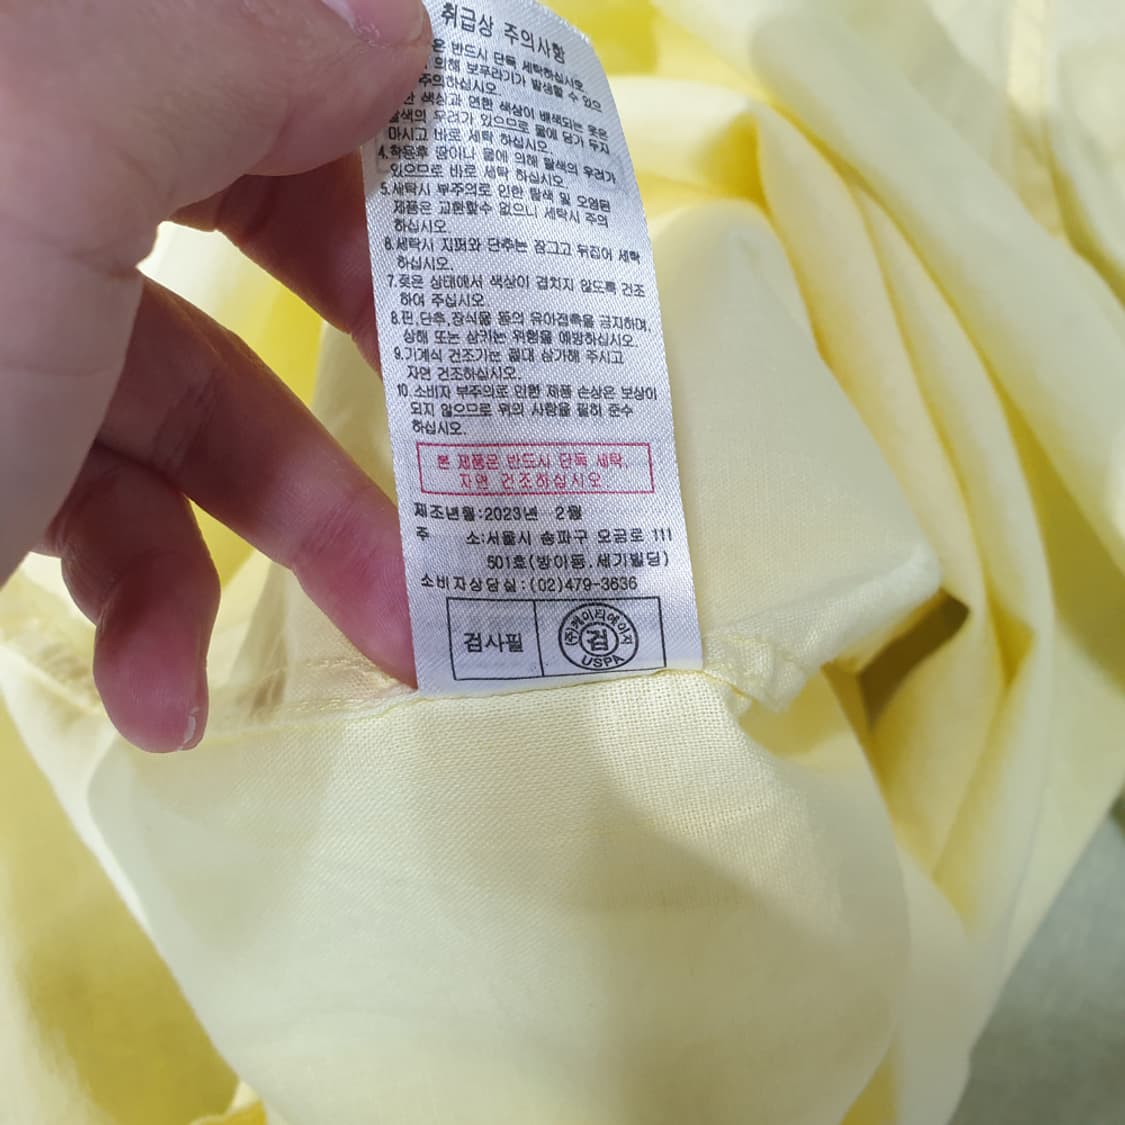 취급상 주의사항
은 반드시 단독 세탁하십시오
의해 보푸라기가 발생할 수 있으
주의하십시오.
한 색상과 연한 색상이 배색되는 옷은
탈색의 우려가 있으므로 물에 담가 두지
마시고 바로 세탁 하십시오.
4.착용후 땀이나 물에 의해 탈색의 우려가
있으므로 바로 세탁 하십시오.
5.세탁시 부주의로 인한 탈색 및 오염된
제품은 교환할수 없으니 세탁시 주의
하십시오.
6.세탁시 지퍼와 단추는 잠그고 뒤집어 세탁
하십시오.
7.젖은 상태에서 색상이 겹치지 않도록 건조
하여 주십시오.
8.핀,단추,장식물 등의 유아접촉을 금지하며,
상해 또는 삼키는 위험을 예방하십시오.
9.기계식 건조기는 절대 삼가해 주시고
자연 건조하십시오.
10.소비자 부주의로 인한 제품 손상은 보상이
되지 않으므로 위의 사항을 필히 준수
하십시오.
본 제품은 반드시 단독 세탁,
자연 건조하십시오
제조년월:2023년 2월
주 소:서울시 송파구 오금로 111
501호(방이동,세기빌딩)
소비자상담실:(02)479-3636
검사필
(주)케이티에이치
검
USPA